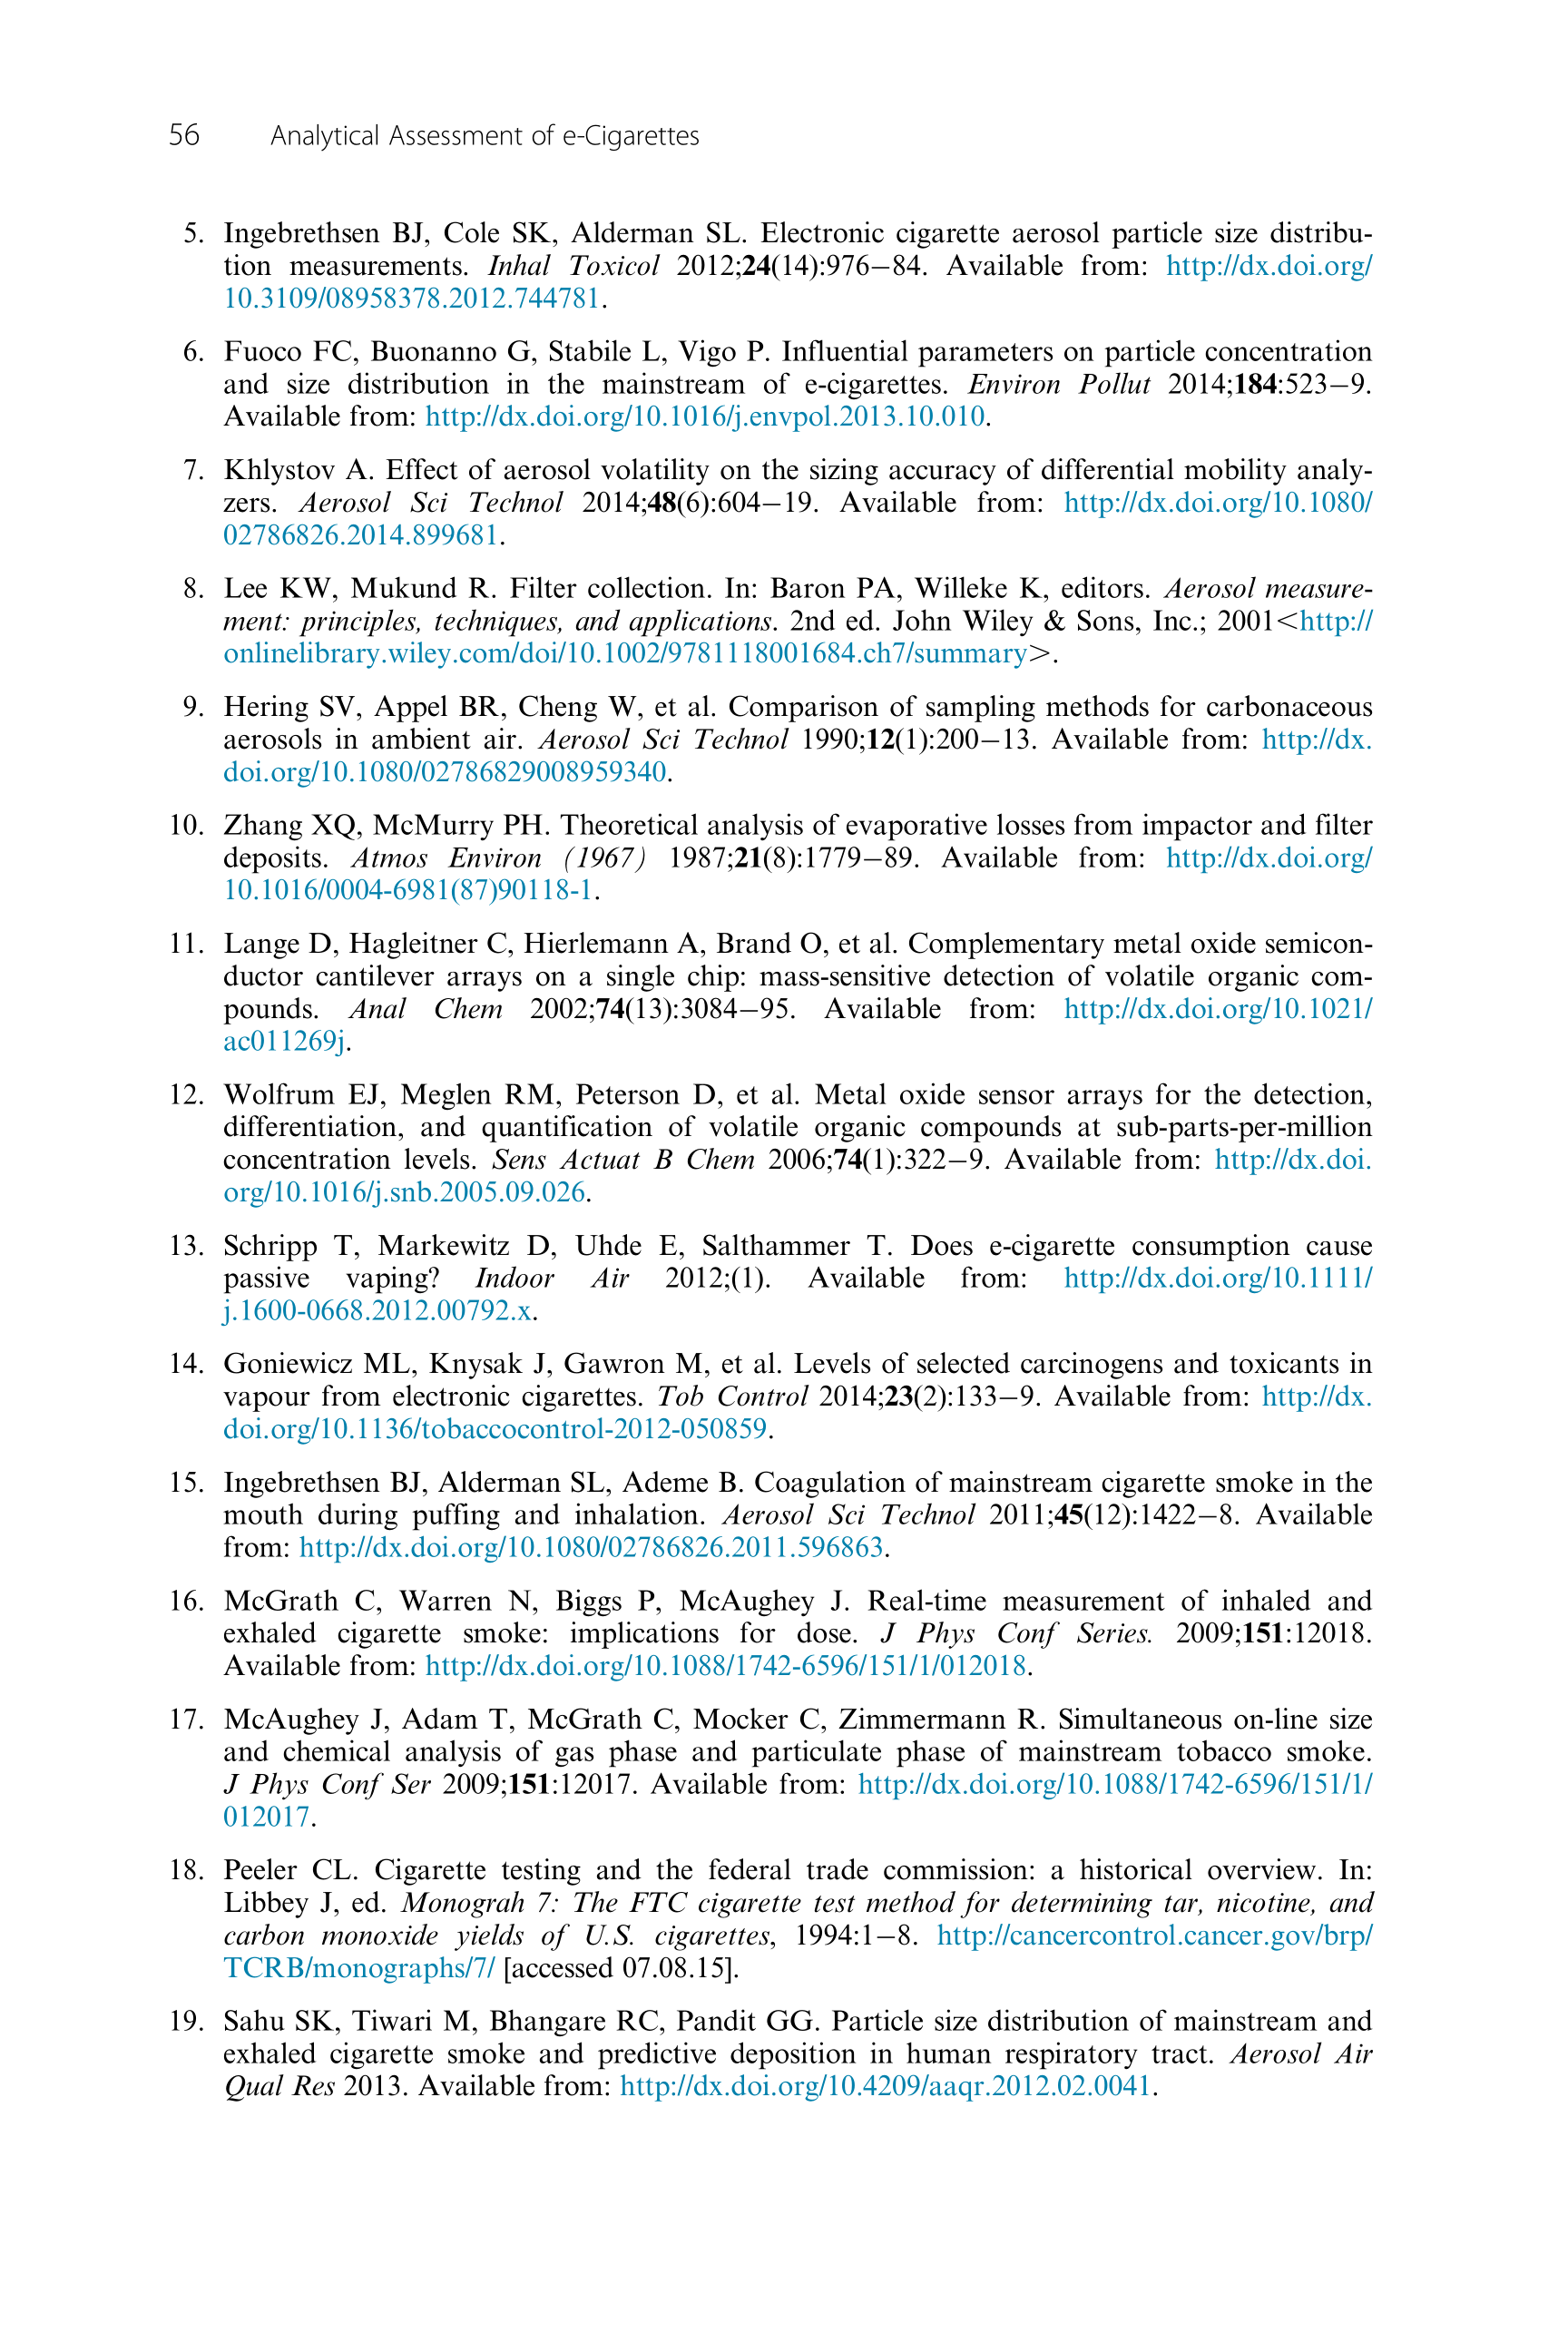 56 Analytical Assessment of e-Cigarettes
5. Ingebrethsen BJ, Cole SK, Alderman SL. Electronic cigarette aerosol particle size distribu-
tion measurements. Inhal Toxicol 2012;24(14):976–84. Available from: http://dx.doi.org/
10.3109/08958378.2012.744781.
6. Fuoco FC, Buonanno G, Stabile L, Vigo P. Influential parameters on particle concentration
and size distribution in the mainstream of e-cigarettes. Environ Pollut 2014;184:523–9.
Available from: http://dx.doi.org/10.1016/j.envpol.2013.10.010.
7. Khlystov A. Effect of aerosol volatility on the sizing accuracy of differential mobility analy-
zers. Aerosol Sci Technol 2014;48(6):604–19. Available from: http://dx.doi.org/10.1080/
02786826.2014.899681.
8. Lee KW, Mukund R. Filter collection. In: Baron PA, Willeke K, editors. Aerosol measure-
ment: principles, techniques, and applications. 2nd ed. John Wiley & Sons, Inc.; 2001<http://
onlinelibrary.wiley.com/doi/10.1002/9781118001684.ch7/summary>.
9. Hering SV, Appel BR, Cheng W, et al. Comparison of sampling methods for carbonaceous
aerosols in ambient air. Aerosol Sci Technol 1990;12(1):200–13. Available from: http://dx.
doi.org/10.1080/02786829008959340.
10. Zhang XQ, McMurry PH. Theoretical analysis of evaporative losses from impactor and filter
deposits. Atmos Environ (1967) 1987;21(8):1779–89. Available from: http://dx.doi.org/
10.1016/0004-6981(87)90118-1.
11. Lange D, Hagleitner C, Hierlemann A, Brand O, et al. Complementary metal oxide semicon-
ductor cantilever arrays on a single chip: mass-sensitive detection of volatile organic com-
pounds. Anal Chem 2002;74(13):3084–95. Available from: http://dx.doi.org/10.1021/
ac011269j.
12. Wolfrum EJ, Meglen RM, Peterson D, et al. Metal oxide sensor arrays for the detection,
differentiation, and quantification of volatile organic compounds at sub-parts-per-million
concentration levels. Sens Actuat B Chem 2006;74(1):322–9. Available from: http://dx.doi.
org/10.1016/j.snb.2005.09.026.
13. Schripp T, Markewitz D, Uhde E, Salthammer T. Does e-cigarette consumption cause
passive vaping? Indoor Air 2012;(1). Available from: http://dx.doi.org/10.1111/
j.1600-0668.2012.00792.x.
14. Goniewicz ML, Knysak J, Gawron M, et al. Levels of selected carcinogens and toxicants in
vapour from electronic cigarettes. Tob Control 2014;23(2):133–9. Available from: http://dx.
doi.org/10.1136/tobaccocontrol-2012-050859.
15. Ingebrethsen BJ, Alderman SL, Ademe B. Coagulation of mainstream cigarette smoke in the
mouth during puffing and inhalation. Aerosol Sci Technol 2011;45(12):1422–8. Available
from: http://dx.doi.org/10.1080/02786826.2011.596863.
16. McGrath C, Warren N, Biggs P, McAughey J. Real-time measurement of inhaled and
exhaled cigarette smoke: implications for dose. J Phys Conf Series. 2009;151:12018.
Available from: http://dx.doi.org/10.1088/1742-6596/151/1/012018.
17. McAughey J, Adam T, McGrath C, Mocker C, Zimmermann R. Simultaneous on-line size
and chemical analysis of gas phase and particulate phase of mainstream tobacco smoke.
J Phys Conf Ser 2009;151:12017. Available from: http://dx.doi.org/10.1088/1742-6596/151/1/
012017.
18. Peeler CL. Cigarette testing and the federal trade commission: a historical overview. In:
Libbey J, ed. Monograh 7: The FTC cigarette test method for determining tar, nicotine, and
carbon monoxide yields of U.S. cigarettes, 1994:1–8. http://cancercontrol.cancer.gov/brp/
TCRB/monographs/7/ [accessed 07.08.15].
19. Sahu SK, Tiwari M, Bhangare RC, Pandit GG. Particle size distribution of mainstream and
exhaled cigarette smoke and predictive deposition in human respiratory tract. Aerosol Air
Qual Res 2013. Available from: http://dx.doi.org/10.4209/aaqr.2012.02.0041.